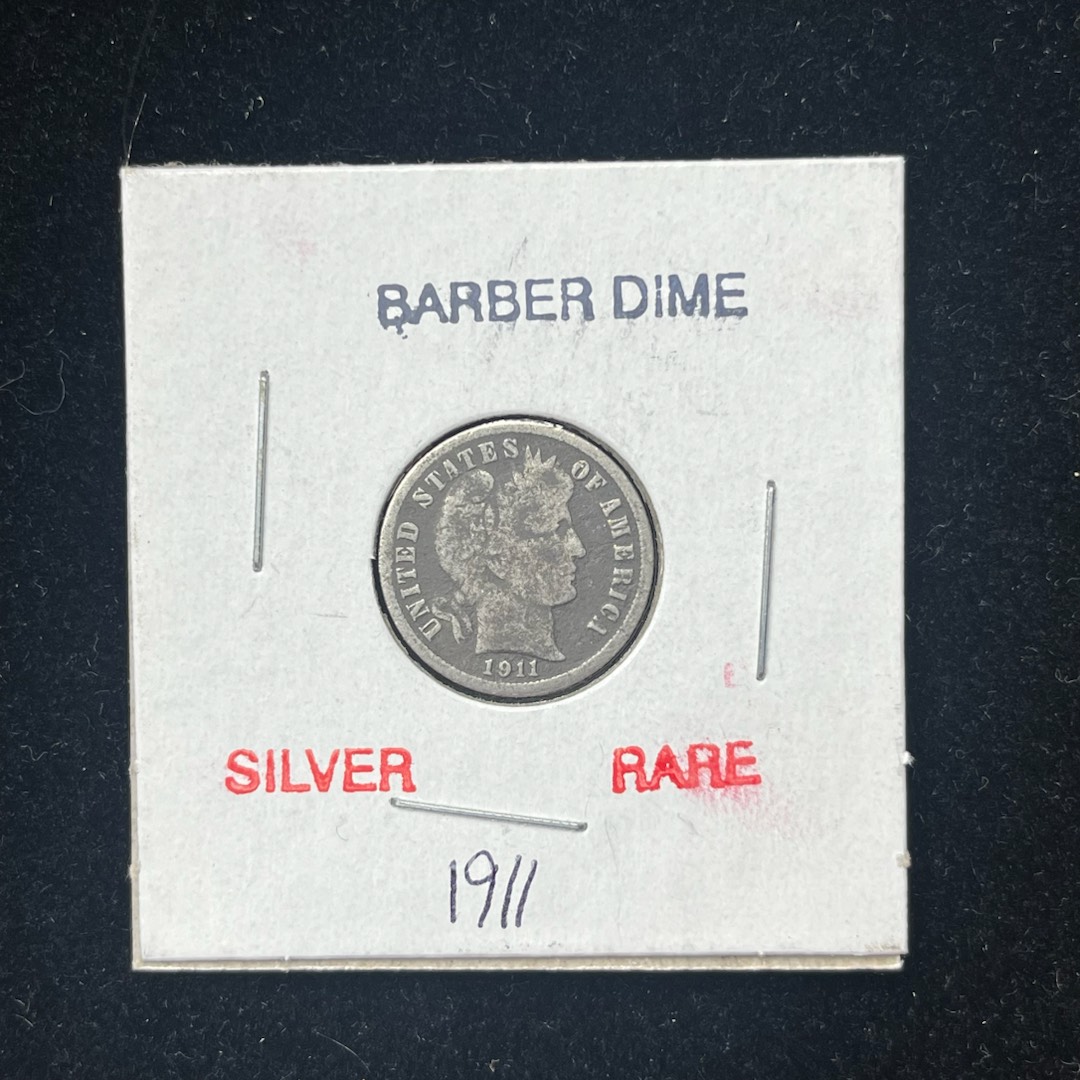 BARBER DIME
UNITED STATES OF AMERICA
1911
SILVER RARE
1911